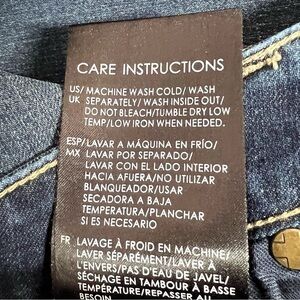 CARE INSTRUCTIONS
US/ MACHINE WASH COLD/ WASH
UK SEPARATELY/ WASH INSIDE OUT/
DO NOT BLEACH/TUMBLE DRY LOW
TEMP/LOW IRON WHEN NEEDED.
ESP/ LAVAR A MÁQUINA EN FRÍO/
MX LAVAR POR SEPARADO/
LAVAR CON EL LADO INTERIOR
HACIA AFUERA/NO UTILIZAR
BLANQUEADOR/USAR
SECADORA A BAJA
TEMPERATURA/PLANCHAR
SI ES NECESARIO
FR LAVAGE À FROID EN MACHINE/
LAVER SÉPARÉMENT/LAVER À
L'ENVERS/PAS D'EAU DE JAVEL/
SÉCHAGE EN TAMBOUR À BASSE
TEMPÉRATURE/REPASSER AU
BESOIN